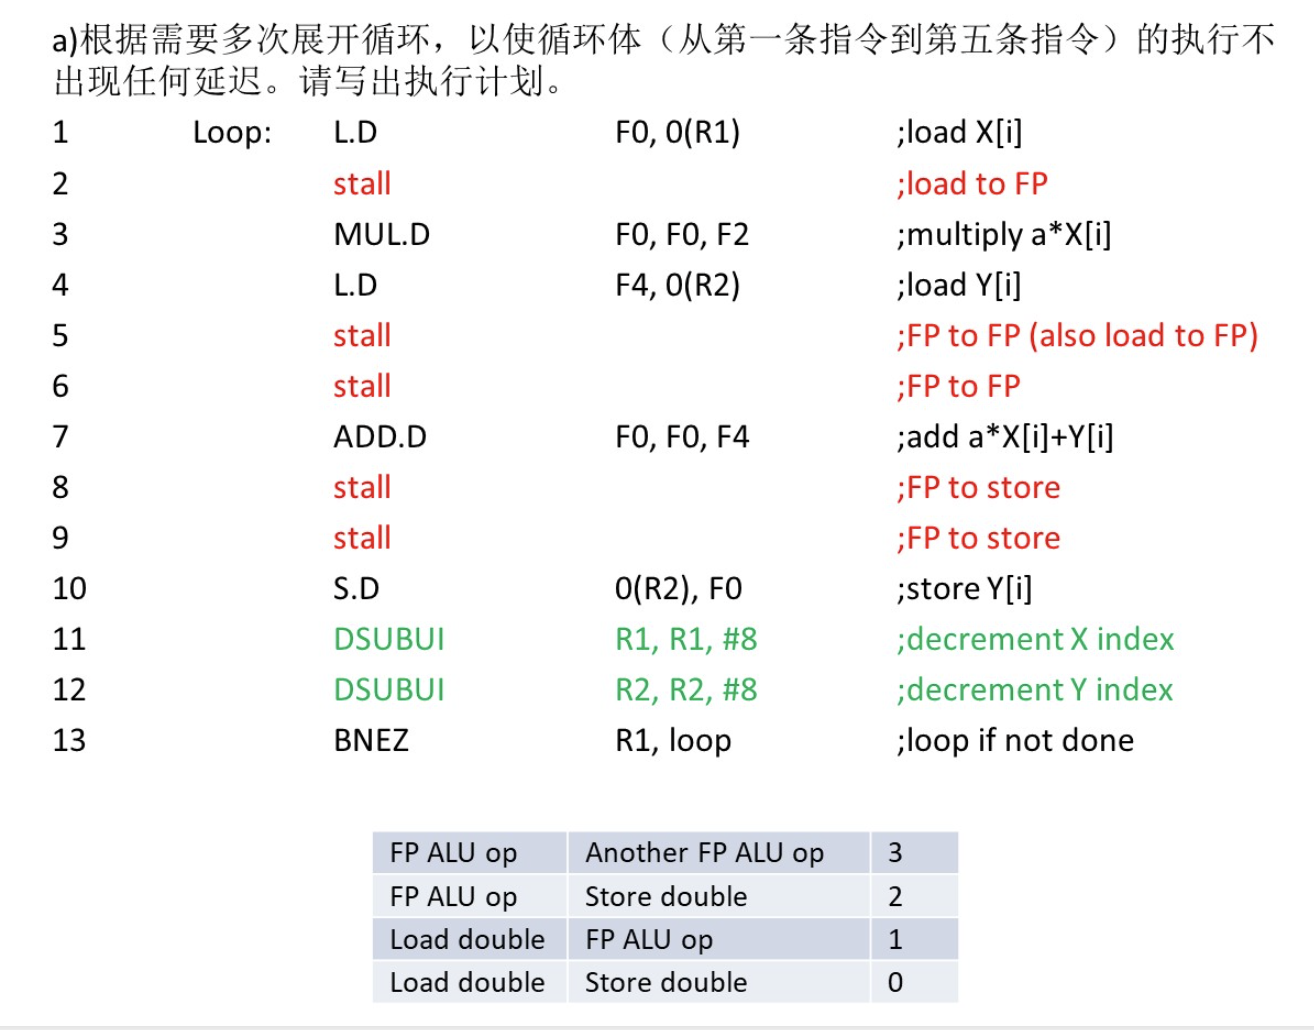 a)根据需要多次展开循环，以使循环体（从第一条指令到第五条指令）的执行不
出现任何延迟。请写出执行计划。
1 Loop: L.D F0, 0(R1) ;load X[i]
2 stall ;load to FP
3 MUL.D F0, F0, F2 ;multiply a*X[i]
4 L.D F4, 0(R2) ;load Y[i]
5 stall ;FP to FP (also load to FP)
6 stall ;FP to FP
7 ADD.D F0, F0, F4 ;add a*X[i]+Y[i]
8 stall ;FP to store
9 stall ;FP to store
10 S.D 0(R2), F0 ;store Y[i]
11 DSUBUI R1, R1, #8 ;decrement X index
12 DSUBUI R2, R2, #8 ;decrement Y index
13 BNEZ R1, loop ;loop if not done
FP ALU op Another FP ALU op 3
FP ALU op Store double 2
Load double FP ALU op 1
Load double Store double 0